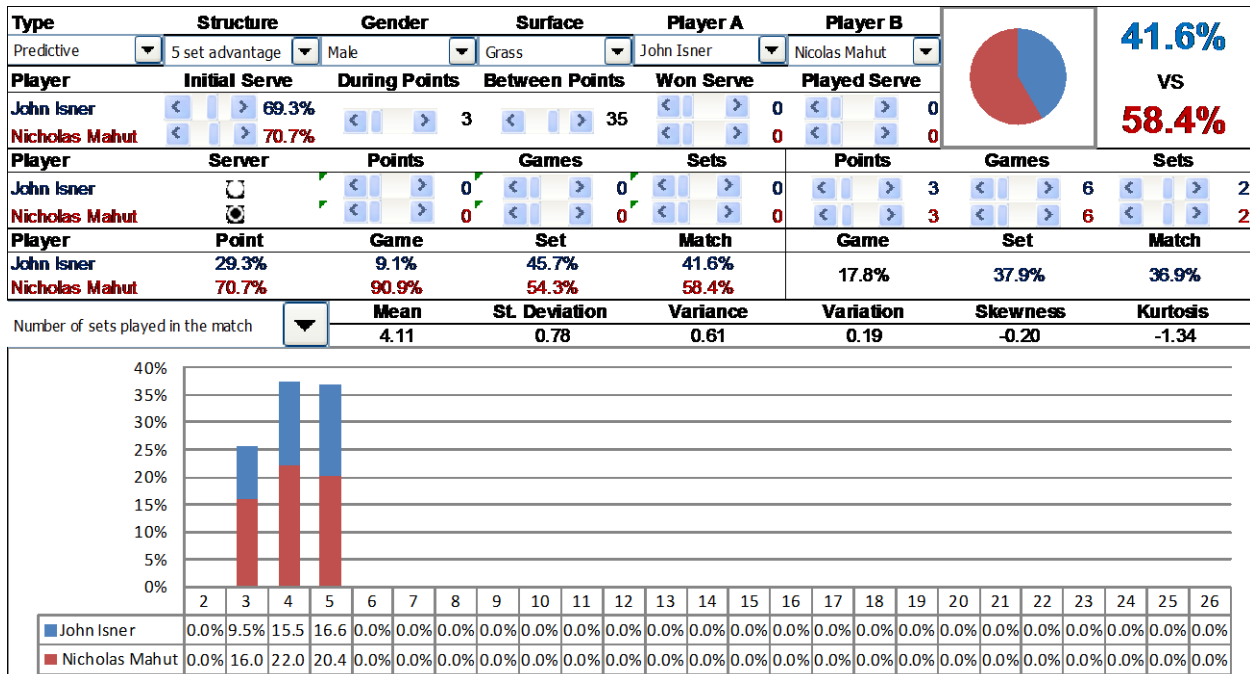 Type Structure Gender Surface Player A Player B
Predictive 5 set advantage Male Grass John Isner Nicolas Mahut
41.6%
VS
58.4%
Player Initial Serve During Points Between Points Won Serve Played Serve
John Isner 69.3% 3 35 0 0
Nicholas Mahut 70.7% 0 0
Player Server Points Games Sets Points Games Sets
John Isner 0 0 0 3 6 2
Nicholas Mahut 0 0 0 3 6 2
Player Point Game Set Match Game Set Match
John Isner 29.3% 9.1% 45.7% 41.6% 17.8% 37.9% 36.9%
Nicholas Mahut 70.7% 90.9% 54.3% 58.4%
Number of sets played in the match Mean St. Deviation Variance Variation Skewness Kurtosis
4.11 0.78 0.61 0.19 -0.20 -1.34
40%
35%
30%
25%
20%
15%
10%
5%
0%
2 3 4 5 6 7 8 9 10 11 12 13 14 15 16 17 18 19 20 21 22 23 24 25 26
John Isner 0.0% 9.5% 15.5 16.6 0.0% 0.0% 0.0% 0.0% 0.0% 0.0% 0.0% 0.0% 0.0% 0.0% 0.0% 0.0% 0.0% 0.0% 0.0% 0.0% 0.0% 0.0% 0.0% 0.0% 0.0%
Nicholas Mahut 0.0% 16.0 22.0 20.4 0.0% 0.0% 0.0% 0.0% 0.0% 0.0% 0.0% 0.0% 0.0% 0.0% 0.0% 0.0% 0.0% 0.0% 0.0% 0.0% 0.0% 0.0% 0.0% 0.0% 0.0%